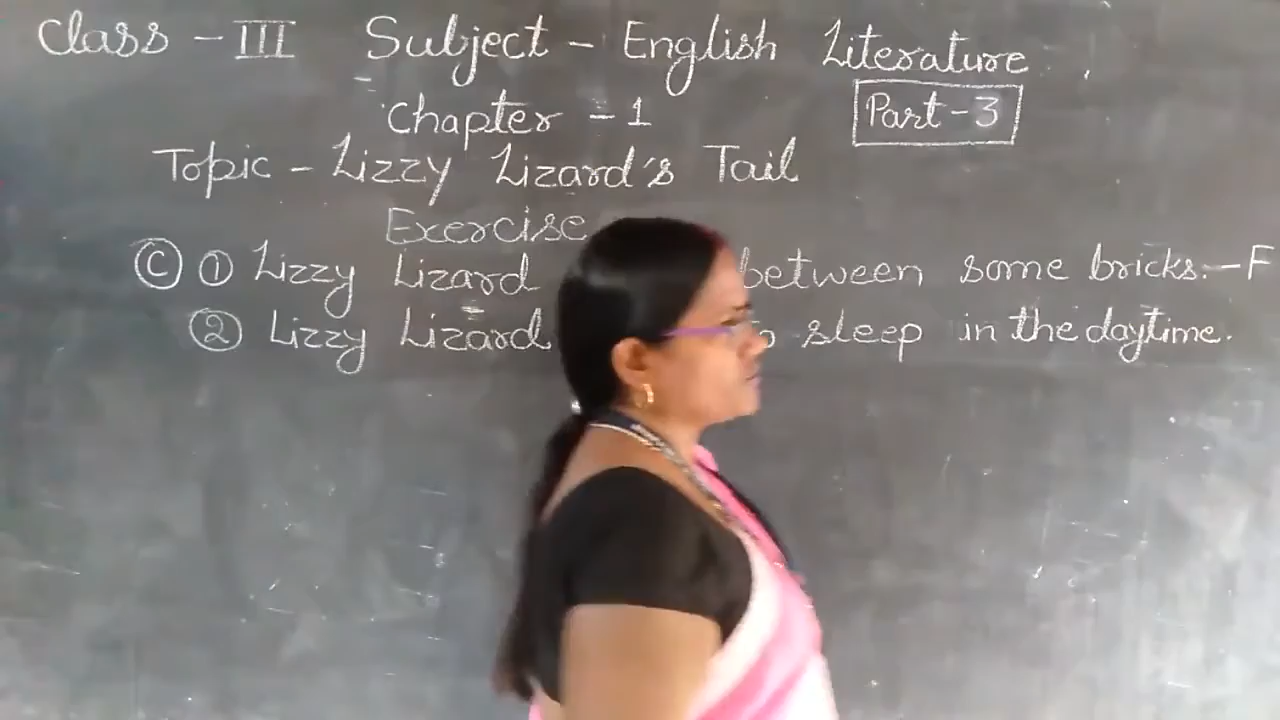 Class - III Subject - English Literature
Chapter - 1 Part-3
Topic - Lizzy Lizard's Tail
Exercise
C 1 Lizzy Lizard between some bricks. - F
2 Lizzy Lizard sleep in the daytime.